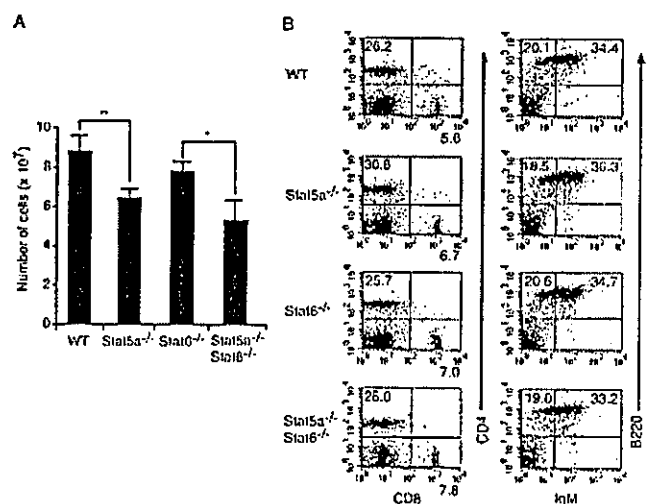 A
Number of cells (x 10⁷)
10
8
6
4
2
0
**
*
WT
Stat5a-/-
Stat6-/-
Stat5a-/-
Stat6-/-
B
WT
26.2
5.8
20.1 34.4
Stat5a-/-
30.8
6.7
18.5 36.3
Stat6-/-
25.7
7.0
20.6 34.7
Stat5a-/-
Stat6-/-
26.0
7.8
19.0 33.2
CD4
B220
CD8
IgM